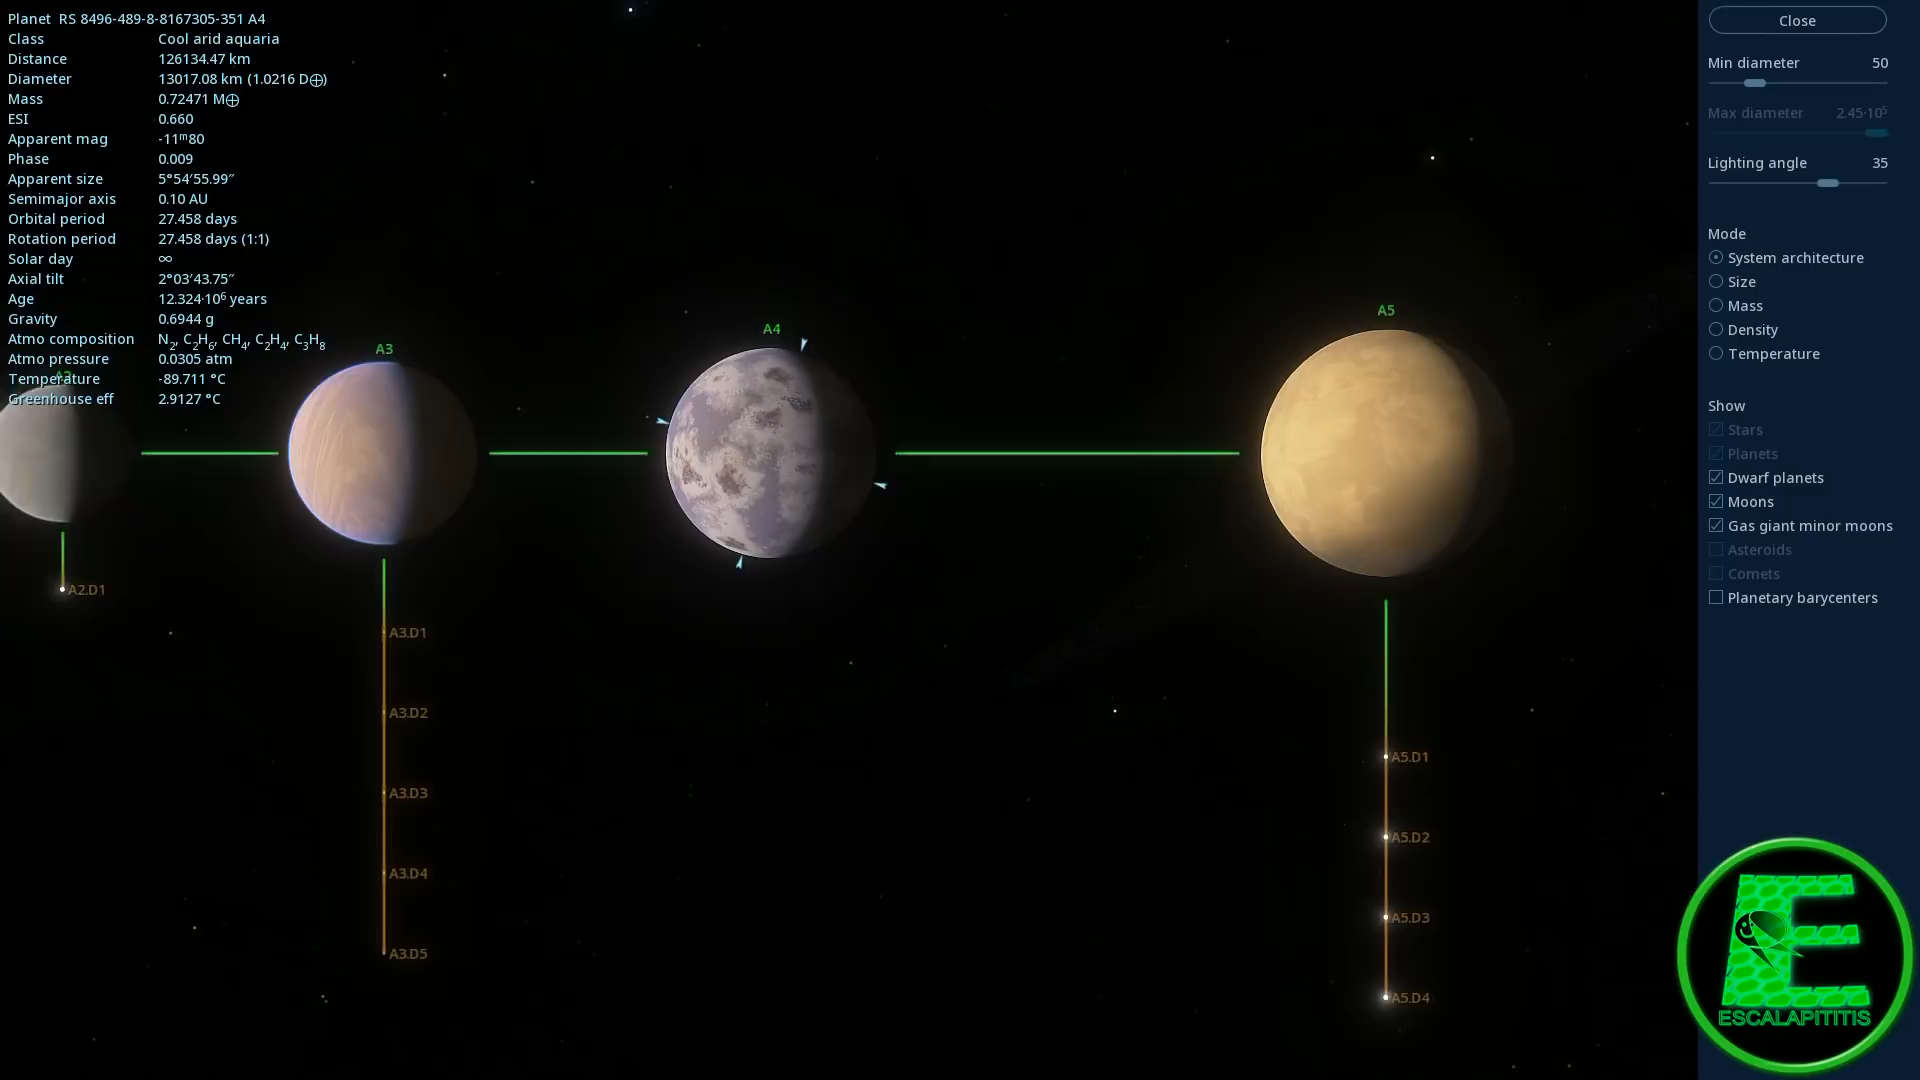 Planet RS 8496-489-8-8167305-351 A4
Class Cool arid aquaria
Distance 126134.47 km
Diameter 13017.08 km (1.0216 D⊕)
Mass 0.72471 M⊕
ESI 0.660
Apparent mag -11ᵐ80
Phase 0.009
Apparent size 5°54′55.99″
Semimajor axis 0.10 AU
Orbital period 27.458 days
Rotation period 27.458 days (1:1)
Solar day ∞
Axial tilt 2°03′43.75″
Age 12.324·10⁶ years
Gravity 0.6944 g
Atmo composition N₂, C₂H₆, CH₄, C₂H₄, C₃H₈
Atmo pressure 0.0305 atm
Temperature -89.711 °C
Greenhouse eff 2.9127 °C
A2
A3
A4
A5
A2.D1
A3.D1
A3.D2
A3.D3
A3.D4
A3.D5
A5.D1
A5.D2
A5.D3
A5.D4
Close
Min diameter 50
Max diameter 2.45·10⁵
Lighting angle 35
Mode
System architecture
Size
Mass
Density
Temperature
Show
Stars
Planets
Dwarf planets
Moons
Gas giant minor moons
Asteroids
Comets
Planetary barycenters
E
ESCALAPITITIS